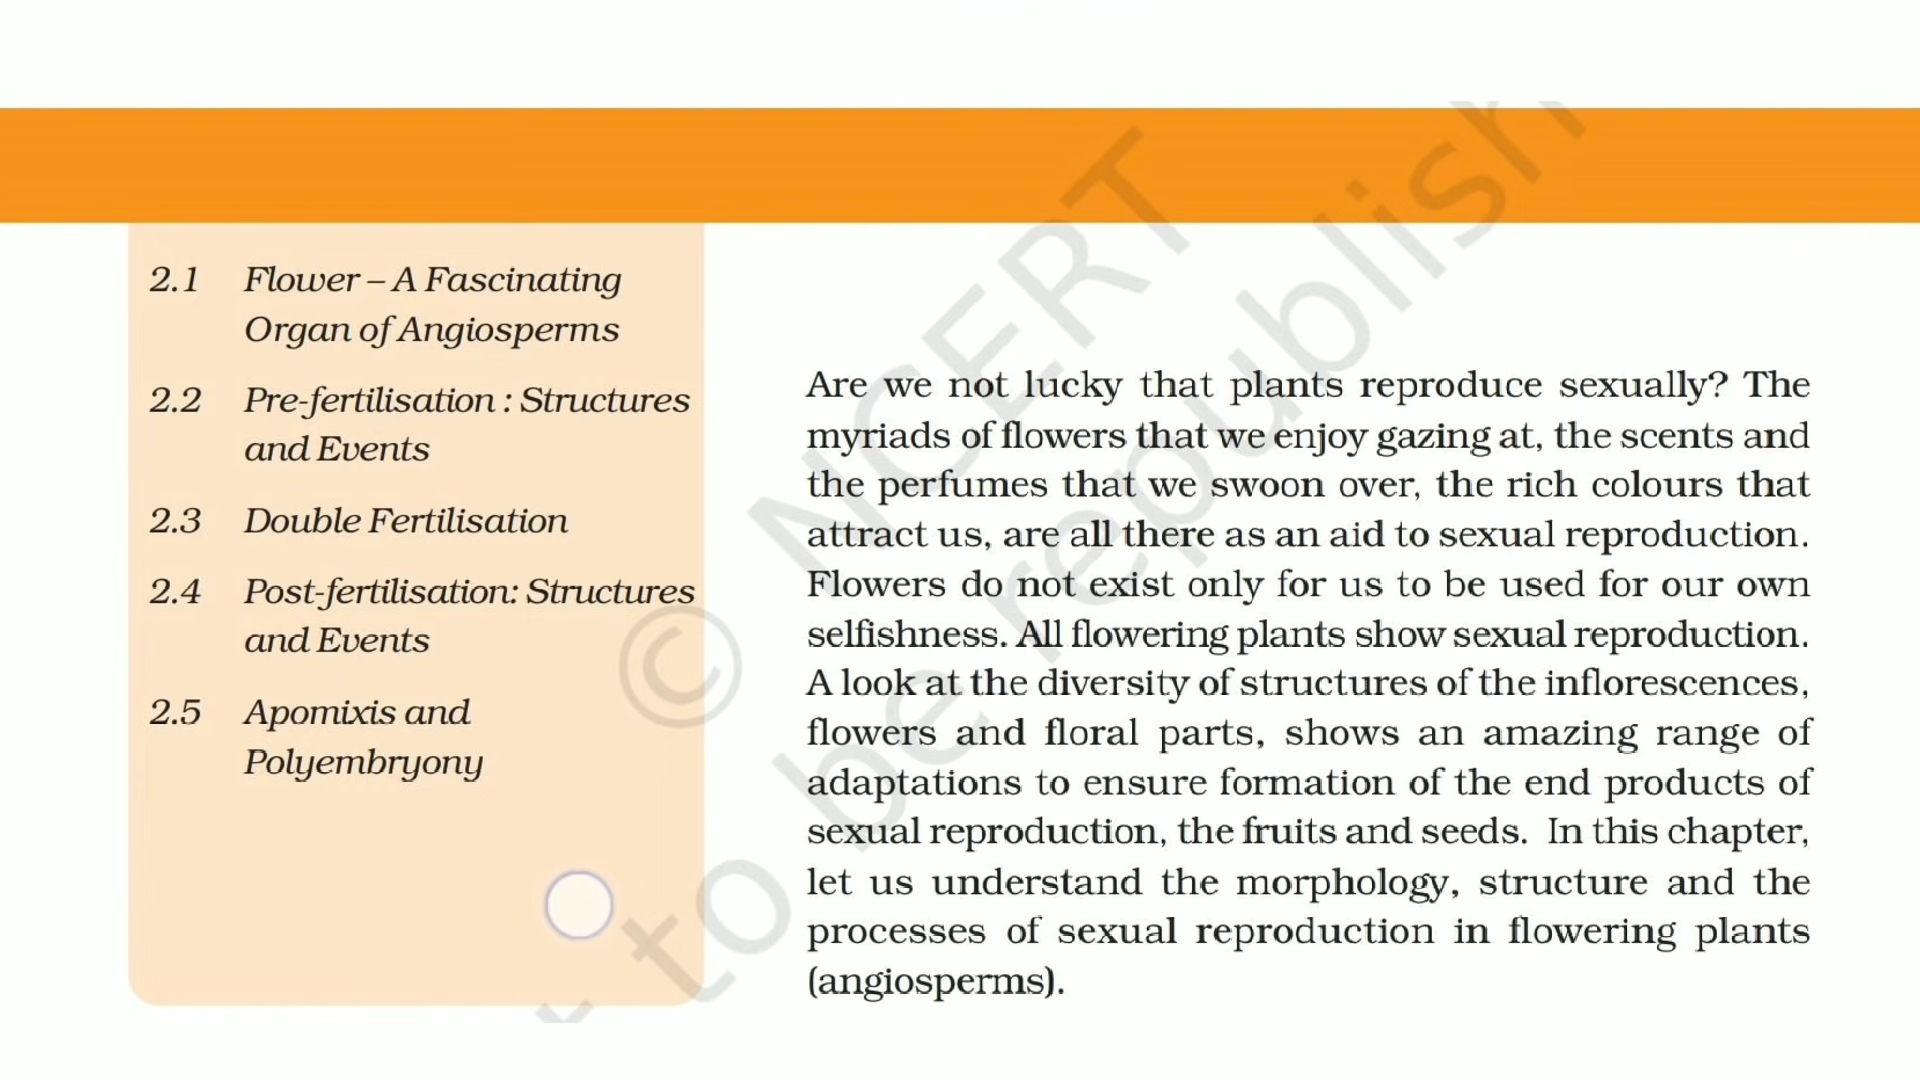 2.1 Flower – A Fascinating
Organ of Angiosperms
2.2 Pre-fertilisation : Structures
and Events
2.3 Double Fertilisation
2.4 Post-fertilisation: Structures
and Events
2.5 Apomixis and
Polyembryony
Are we not lucky that plants reproduce sexually? The
myriads of flowers that we enjoy gazing at, the scents and
the perfumes that we swoon over, the rich colours that
attract us, are all there as an aid to sexual reproduction.
Flowers do not exist only for us to be used for our own
selfishness. All flowering plants show sexual reproduction.
A look at the diversity of structures of the inflorescences,
flowers and floral parts, shows an amazing range of
adaptations to ensure formation of the end products of
sexual reproduction, the fruits and seeds. In this chapter,
let us understand the morphology, structure and the
processes of sexual reproduction in flowering plants
(angiosperms).
© NCERT
to be republish